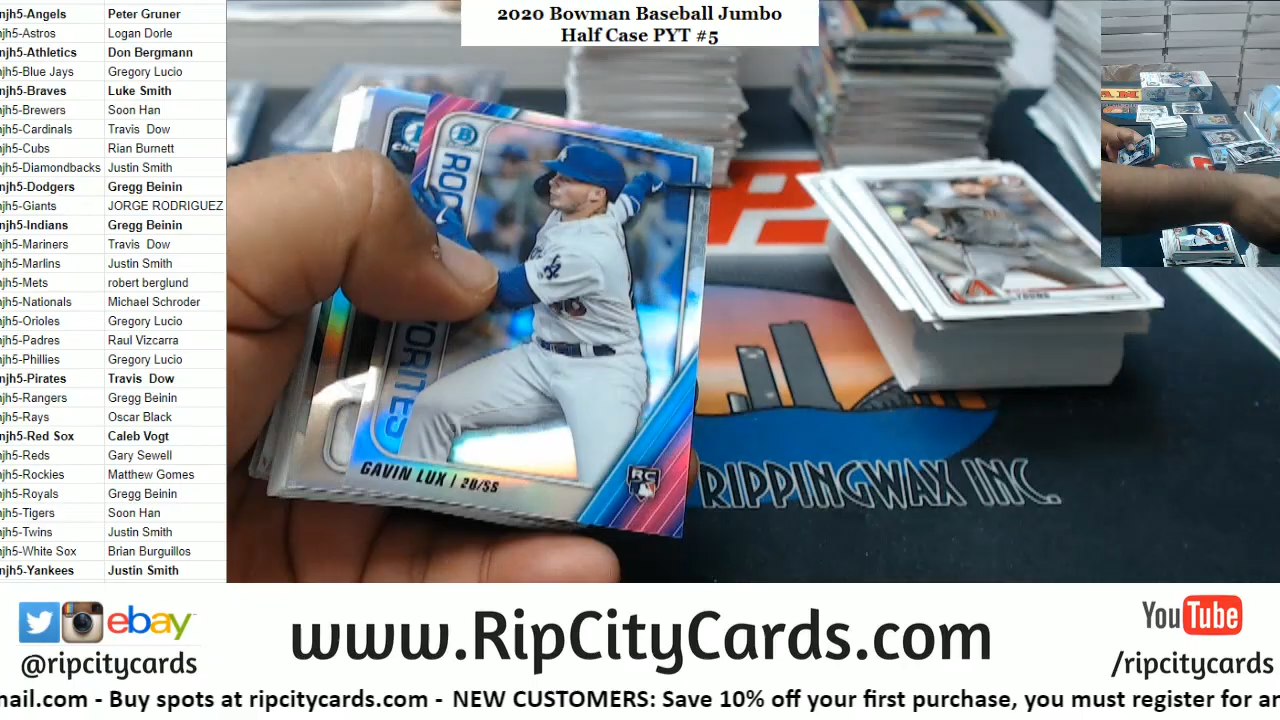 2020 Bowman Baseball Jumbo
Half Case PYT #5
njh5-Angels Peter Gruner
njh5-Astros Logan Dorle
njh5-Athletics Don Bergmann
njh5-Blue Jays Gregory Lucio
njh5-Braves Luke Smith
njh5-Brewers Soon Han
njh5-Cardinals Travis Dow
njh5-Cubs Rian Burnett
njh5-Diamondbacks Justin Smith
njh5-Dodgers Gregg Beinin
njh5-Giants JORGE RODRIGUEZ
njh5-Indians Gregg Beinin
njh5-Mariners Travis Dow
njh5-Marlins Justin Smith
njh5-Mets robert berglund
njh5-Nationals Michael Schroder
njh5-Orioles Gregory Lucio
njh5-Padres Raul Vizcarra
njh5-Phillies Gregory Lucio
njh5-Pirates Travis Dow
njh5-Rangers Gregg Beinin
njh5-Rays Oscar Black
njh5-Red Sox Caleb Vogt
njh5-Reds Gary Sewell
njh5-Rockies Matthew Gomes
njh5-Royals Gregg Beinin
njh5-Tigers Soon Han
njh5-Twins Justin Smith
njh5-White Sox Brian Burguillos
njh5-Yankees Justin Smith
GAVIN LUX | 2B/SS
RC
RIPPINGWAX INC.
ebay
@ripcitycards
www.RipCityCards.com
YouTube
/ripcitycards
mail.com - Buy spots at ripcitycards.com - NEW CUSTOMERS: Save 10% off your first purchase, you must register for an